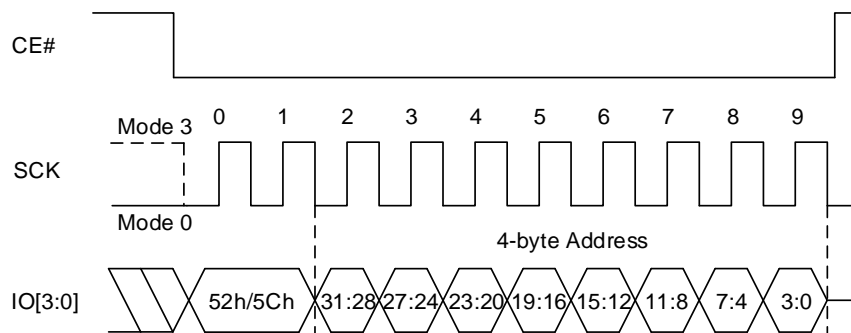 CE#
0 1 2 3 4 5 6 7 8 9
Mode 3
SCK
Mode 0
4-byte Address
IO[3:0] 52h/5Ch 31:28 27:24 23:20 19:16 15:12 11:8 7:4 3:0